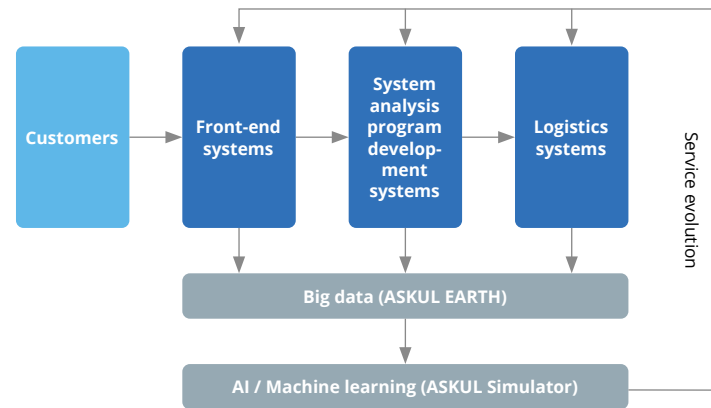 Customers
Front-end
systems
System
analysis
program
develop-
ment
systems
Logistics
systems
Service evolution
Big data (ASKUL EARTH)
AI / Machine learning (ASKUL Simulator)